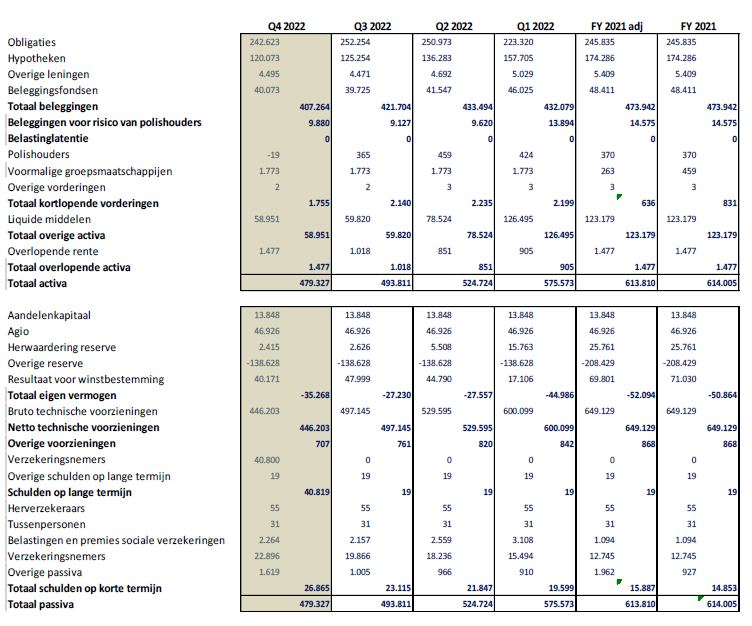 Q4 2022 Q3 2022 Q2 2022 Q1 2022 FY 2021 adj FY 2021
Obligaties 242.623 252.254 250.973 223.320 245.835 245.835
Hypotheken 120.073 125.254 136.283 157.705 174.286 174.286
Overige leningen 4.495 4.471 4.692 5.029 5.409 5.409
Beleggingsfondsen 40.073 39.725 41.547 46.025 48.411 48.411
Totaal beleggingen 407.264 421.704 433.494 432.079 473.942 473.942
Beleggingen voor risico van polishouders 9.880 9.127 9.620 13.894 14.575 14.575
Belastinglatentie 0 0 0 0 0 0
Polishouders -19 365 459 424 370 370
Voormalige groepsmaatschappijen 1.773 1.773 1.773 1.773 263 459
Overige vorderingen 2 2 3 3 3 3
Totaal kortlopende vorderingen 1.755 2.140 2.235 2.199 636 831
Liquide middelen 58.951 59.820 78.524 126.495 123.179 123.179
Totaal overige activa 58.951 59.820 78.524 126.495 123.179 123.179
Overlopende rente 1.477 1.018 851 905 1.477 1.477
Totaal overlopende activa 1.477 1.018 851 905 1.477 1.477
Totaal activa 479.327 493.811 524.724 575.573 613.810 614.005
Aandelenkapitaal 13.848 13.848 13.848 13.848 13.848 13.848
Agio 46.926 46.926 46.926 46.926 46.926 46.926
Herwaardering reserve 2.415 2.626 5.508 15.763 25.761 25.761
Overige reserve -138.628 -138.628 -138.628 -138.628 -208.429 -208.429
Resultaat voor winstbestemming 40.171 47.999 44.790 17.106 69.801 71.030
Totaal eigen vermogen -35.268 -27.230 -27.557 -44.986 -52.094 -50.864
Bruto technische voorzieningen 446.203 497.145 529.595 600.099 649.129 649.129
Netto technische voorzieningen 446.203 497.145 529.595 600.099 649.129 649.129
Overige voorzieningen 707 761 820 842 868 868
Verzekeringsnemers 40.800 0 0 0 0 0
Overige schulden op lange termijn 19 19 19 19 19 19
Schulden op lange termijn 40.819 19 19 19 19 19
Herverzekeraars 55 55 55 55 55 55
Tussenpersonen 31 31 31 31 31 31
Belastingen en premies sociale verzekeringen 2.264 2.157 2.559 3.108 1.094 1.094
Verzekeringsnemers 22.896 19.866 18.236 15.494 12.745 12.745
Overige passiva 1.619 1.005 966 910 1.962 927
Totaal schulden op korte termijn 26.865 23.115 21.847 19.599 15.887 14.853
Totaal passiva 479.327 493.811 524.724 575.573 613.810 614.005